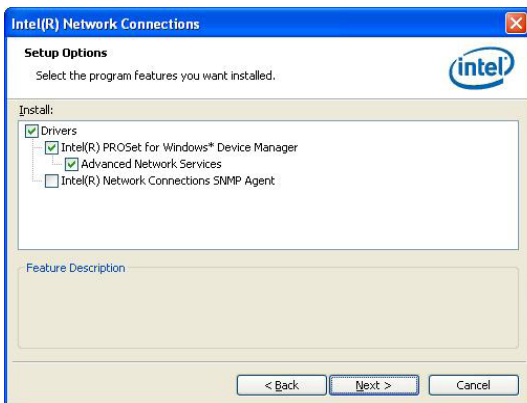 Intel(R) Network Connections
Setup Options
Select the program features you want installed.
intel
Install:
Drivers
Intel(R) PROSet for Windows* Device Manager
Advanced Network Services
Intel(R) Network Connections SNMP Agent
Feature Description
< Back
Next >
Cancel